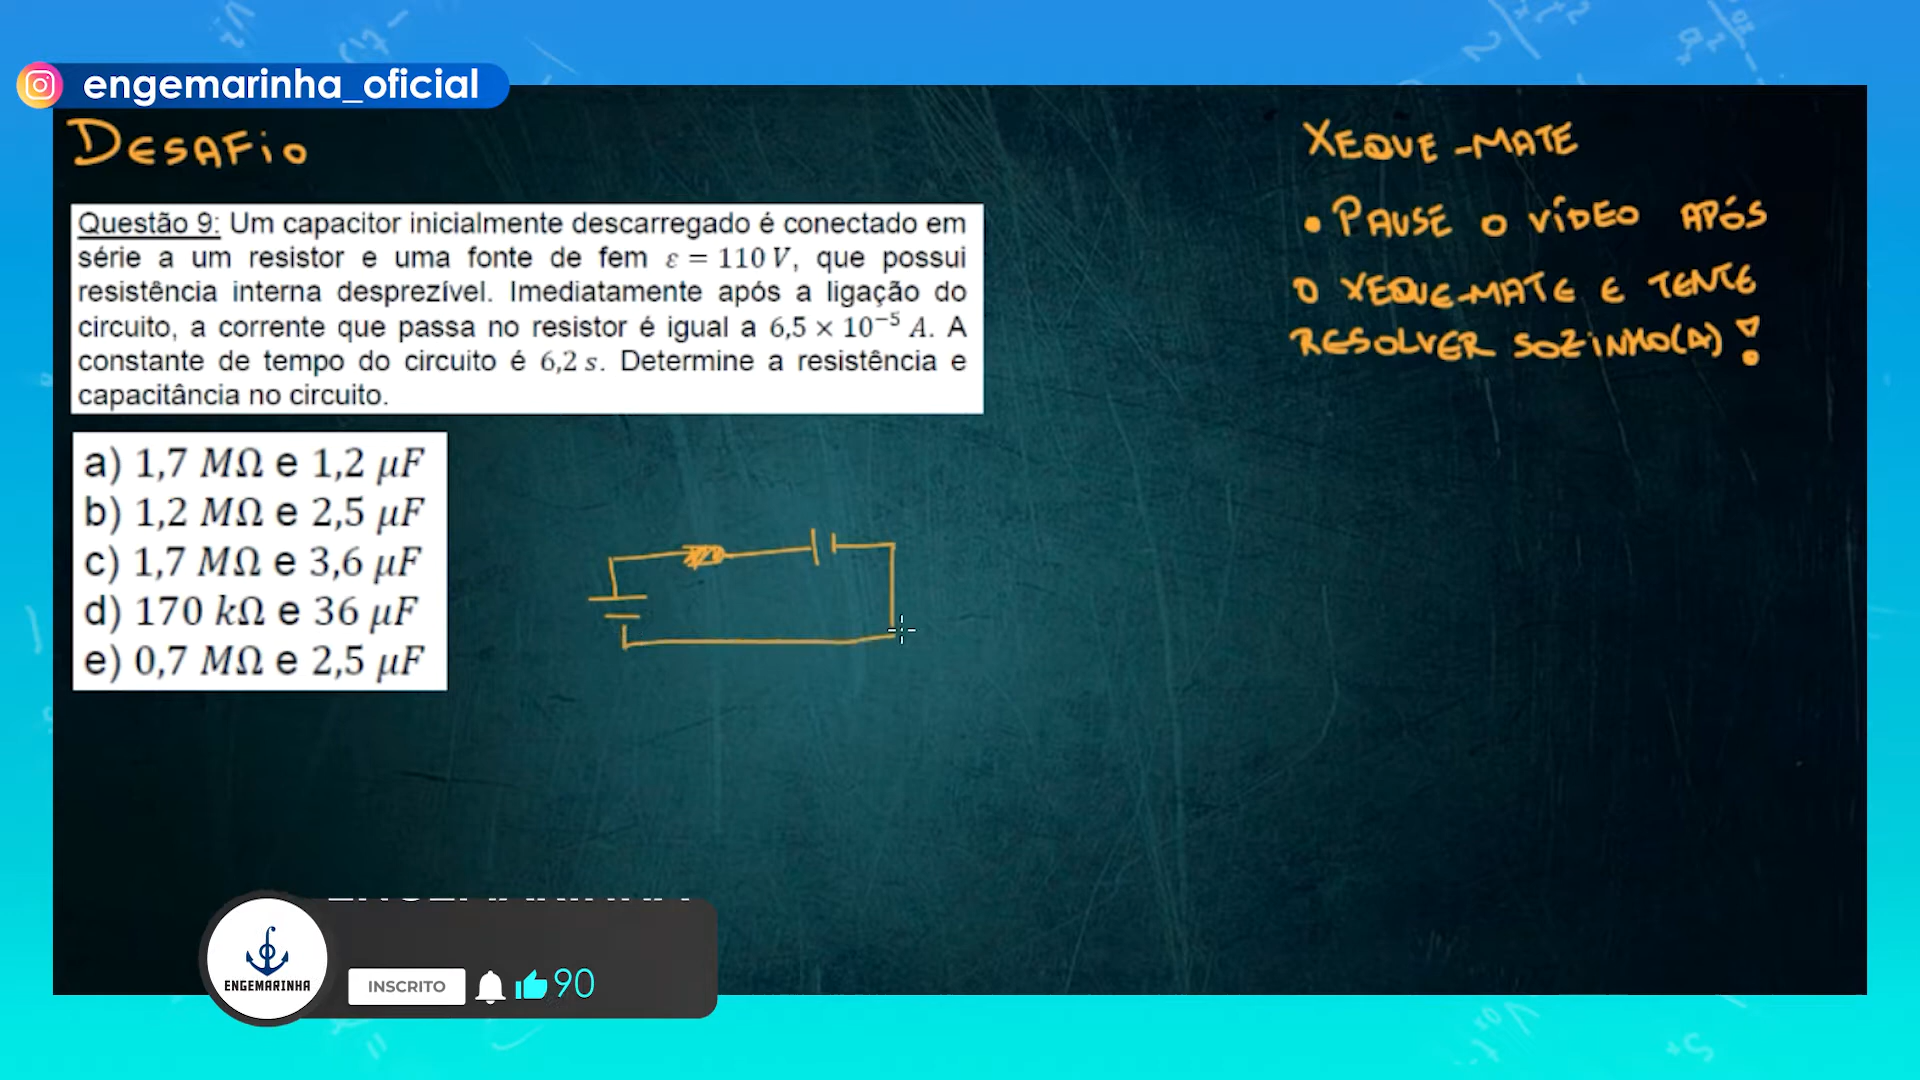 engemarinha_oficial
DESAFiO
XEQUE-MATE
• PAUSE O VÍDEO APÓS
O XEQUE-MATE E TENTE
RESOLVER SOZiNHO(A)!
Questão 9: Um capacitor inicialmente descarregado é conectado em
série a um resistor e uma fonte de fem ε = 110 V, que possui
resistência interna desprezível. Imediatamente após a ligação do
circuito, a corrente que passa no resistor é igual a 6,5 × 10⁻⁵ A. A
constante de tempo do circuito é 6,2 s. Determine a resistência e
capacitância no circuito.
a) 1,7 MΩ e 1,2 μF
b) 1,2 MΩ e 2,5 μF
c) 1,7 MΩ e 3,6 μF
d) 170 kΩ e 36 μF
e) 0,7 MΩ e 2,5 μF
ENGEMARINHA
INSCRITO
90